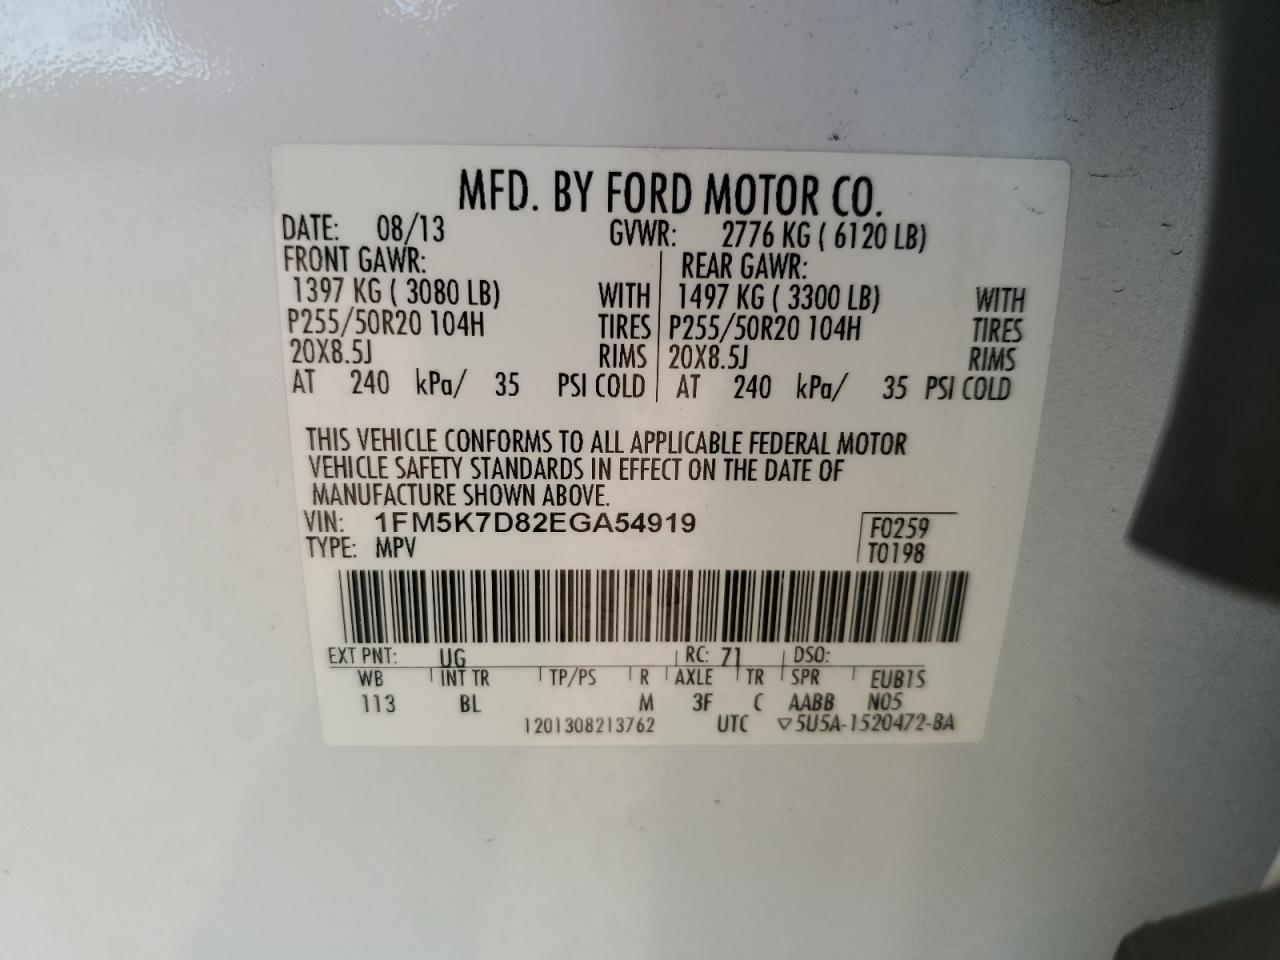 MFD. BY FORD MOTOR CO.
DATE: 08/13 GVWR: 2776 KG ( 6120 LB)
FRONT GAWR: REAR GAWR:
1397 KG ( 3080 LB) WITH 1497 KG ( 3300 LB) WITH
P255/50R20 104H TIRES P255/50R20 104H TIRES
20X8.5J RIMS 20X8.5J RIMS
AT 240 kPa/ 35 PSI COLD AT 240 kPa/ 35 PSI COLD
THIS VEHICLE CONFORMS TO ALL APPLICABLE FEDERAL MOTOR
VEHICLE SAFETY STANDARDS IN EFFECT ON THE DATE OF
MANUFACTURE SHOWN ABOVE.
VIN: 1FM5K7D82EGA54919 F0259
TYPE: MPV T0198
EXT PNT: UG RC: 71 DSO:
WB INT TR TP/PS R AXLE TR SPR EUB1S
113 BL M 3F C AABB N05
1201308213762 UTC ▽5U5A-1520472-BA